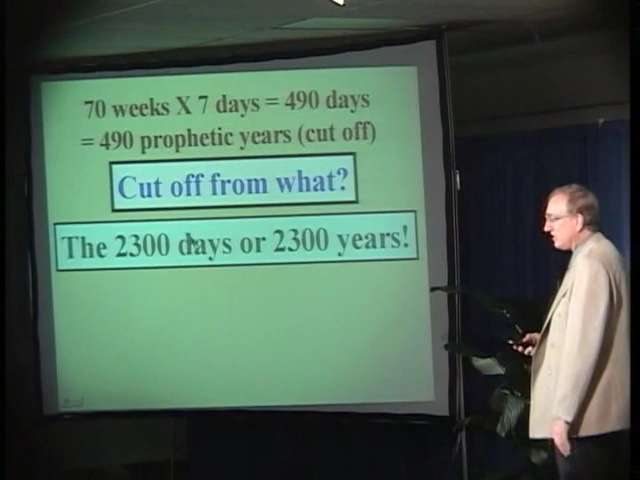 70 weeks X 7 days = 490 days
= 490 prophetic years (cut off)
Cut off from what?
The 2300 days or 2300 years!